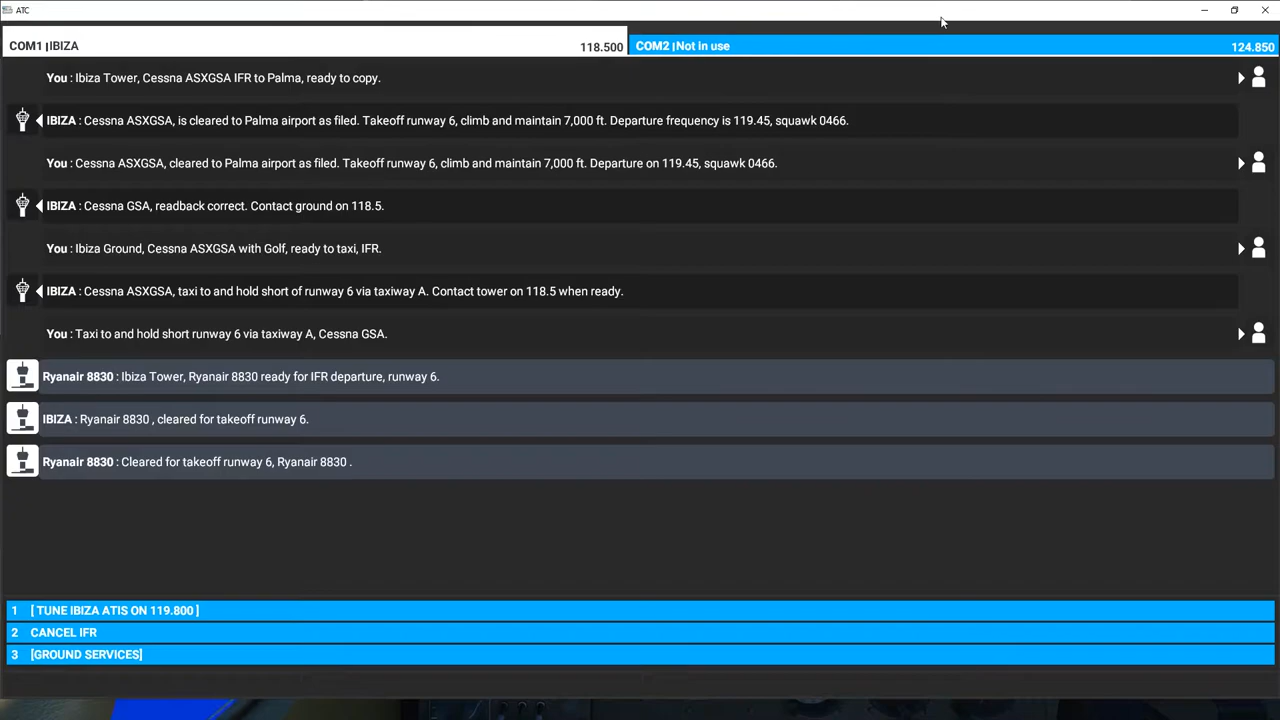 ATC
COM1 | IBIZA 118.500
COM2 | Not in use 124.850
You : Ibiza Tower, Cessna ASXGSA IFR to Palma, ready to copy.
IBIZA : Cessna ASXGSA, is cleared to Palma airport as filed. Takeoff runway 6, climb and maintain 7,000 ft. Departure frequency is 119.45, squawk 0466.
You : Cessna ASXGSA, cleared to Palma airport as filed. Takeoff runway 6, climb and maintain 7,000 ft. Departure on 119.45, squawk 0466.
IBIZA : Cessna GSA, readback correct. Contact ground on 118.5.
You : Ibiza Ground, Cessna ASXGSA with Golf, ready to taxi, IFR.
IBIZA : Cessna ASXGSA, taxi to and hold short of runway 6 via taxiway A. Contact tower on 118.5 when ready.
You : Taxi to and hold short runway 6 via taxiway A, Cessna GSA.
Ryanair 8830 : Ibiza Tower, Ryanair 8830 ready for IFR departure, runway 6.
IBIZA : Ryanair 8830 , cleared for takeoff runway 6.
Ryanair 8830 : Cleared for takeoff runway 6, Ryanair 8830 .
1 [ TUNE IBIZA ATIS ON 119.800 ]
2 CANCEL IFR
3 [GROUND SERVICES]